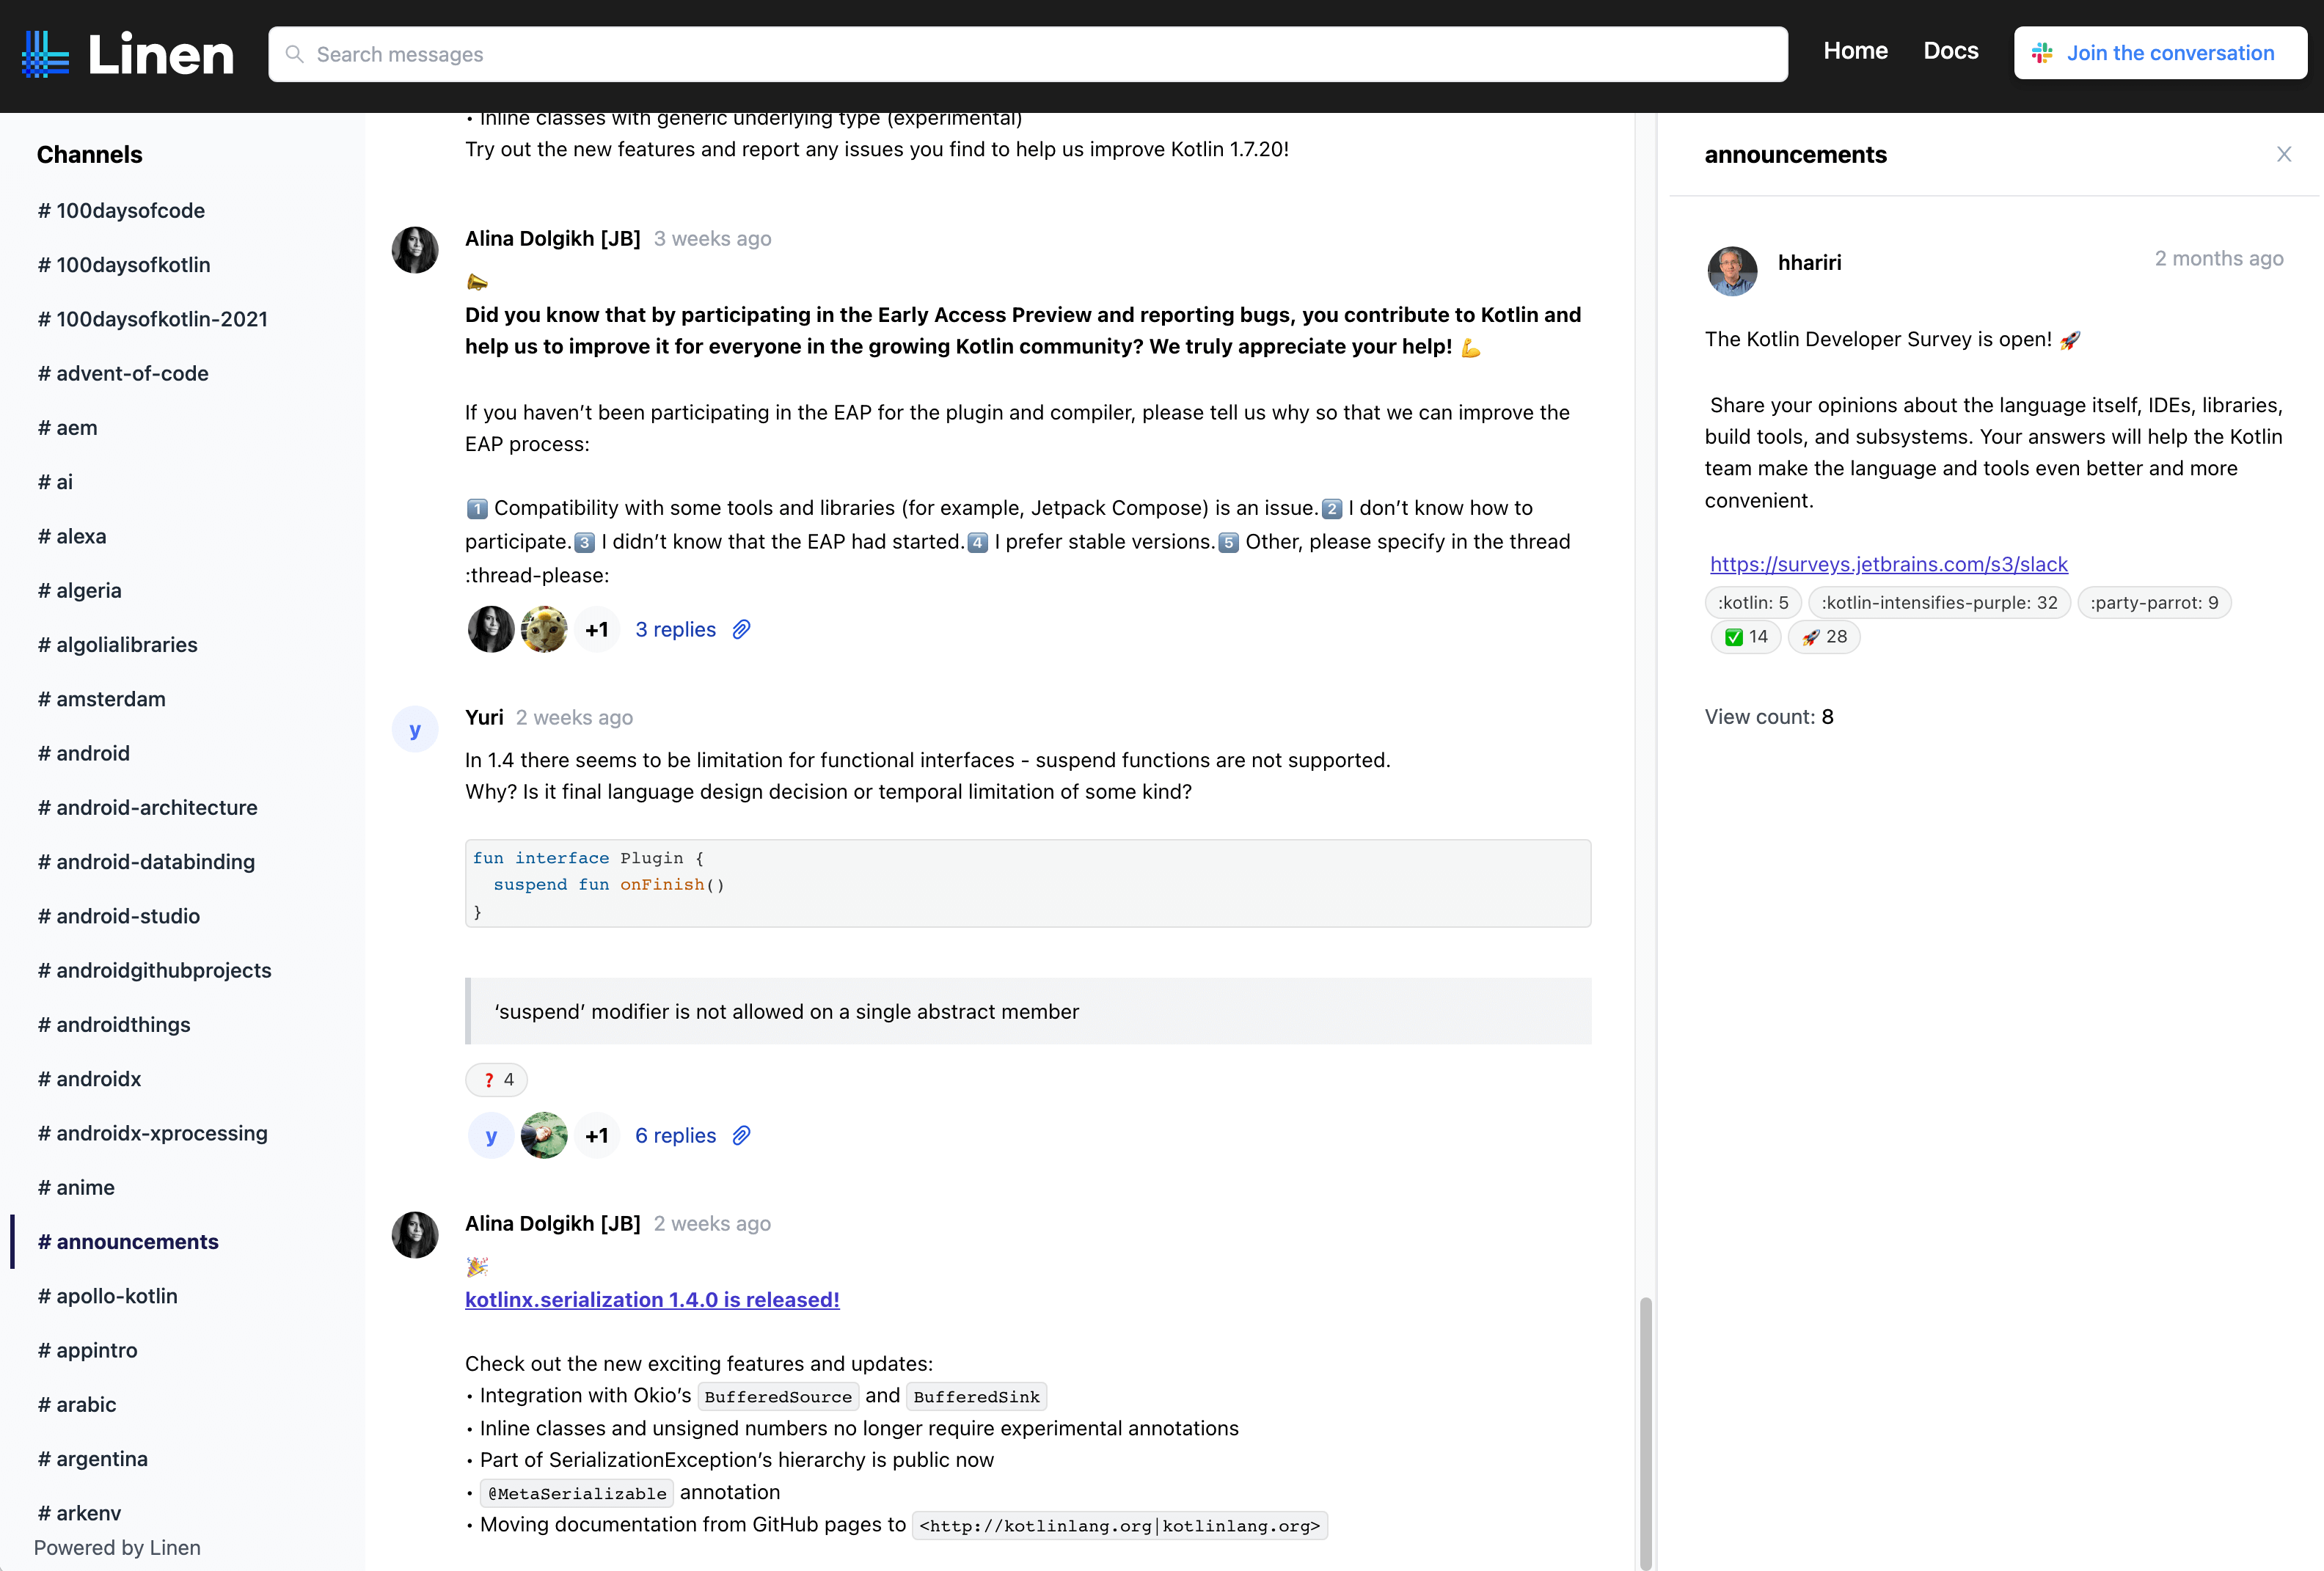 Linen
Search messages
Home
Docs
Join the conversation
Channels
# 100daysofcode
# 100daysofkotlin
# 100daysofkotlin-2021
# advent-of-code
# aem
# ai
# alexa
# algeria
# algolialibraries
# amsterdam
# android
# android-architecture
# android-databinding
# android-studio
# androidgithubprojects
# androidthings
# androidx
# androidx-xprocessing
# anime
# announcements
# apollo-kotlin
# appintro
# arabic
# argentina
# arkenv
Powered by Linen
• Inline classes with generic underlying type (experimental)
Try out the new features and report any issues you find to help us improve Kotlin 1.7.20!
Alina Dolgikh [JB] 3 weeks ago
Did you know that by participating in the Early Access Preview and reporting bugs, you contribute to Kotlin and
help us to improve it for everyone in the growing Kotlin community? We truly appreciate your help! 💪
If you haven’t been participating in the EAP for the plugin and compiler, please tell us why so that we can improve the
EAP process:
1️⃣ Compatibility with some tools and libraries (for example, Jetpack Compose) is an issue.2️⃣ I don’t know how to
participate.3️⃣ I didn’t know that the EAP had started.4️⃣ I prefer stable versions.5️⃣ Other, please specify in the thread
:thread-please:
+1 3 replies
y
Yuri 2 weeks ago
In 1.4 there seems to be limitation for functional interfaces - suspend functions are not supported.
Why? Is it final language design decision or temporal limitation of some kind?
fun interface Plugin {
  suspend fun onFinish()
}
‘suspend’ modifier is not allowed on a single abstract member
❓ 4
y +1 6 replies
Alina Dolgikh [JB] 2 weeks ago
🎉
kotlinx.serialization 1.4.0 is released!
Check out the new exciting features and updates:
• Integration with Okio’s BufferedSource and BufferedSink
• Inline classes and unsigned numbers no longer require experimental annotations
• Part of SerializationException’s hierarchy is public now
• @MetaSerializable annotation
• Moving documentation from GitHub pages to <http://kotlinlang.org|kotlinlang.org>
announcements
hhariri 2 months ago
The Kotlin Developer Survey is open! 🚀
Share your opinions about the language itself, IDEs, libraries,
build tools, and subsystems. Your answers will help the Kotlin
team make the language and tools even better and more
convenient.
https://surveys.jetbrains.com/s3/slack
:kotlin: 5 :kotlin-intensifies-purple: 32 :party-parrot: 9
✅ 14 🚀 28
View count: 8